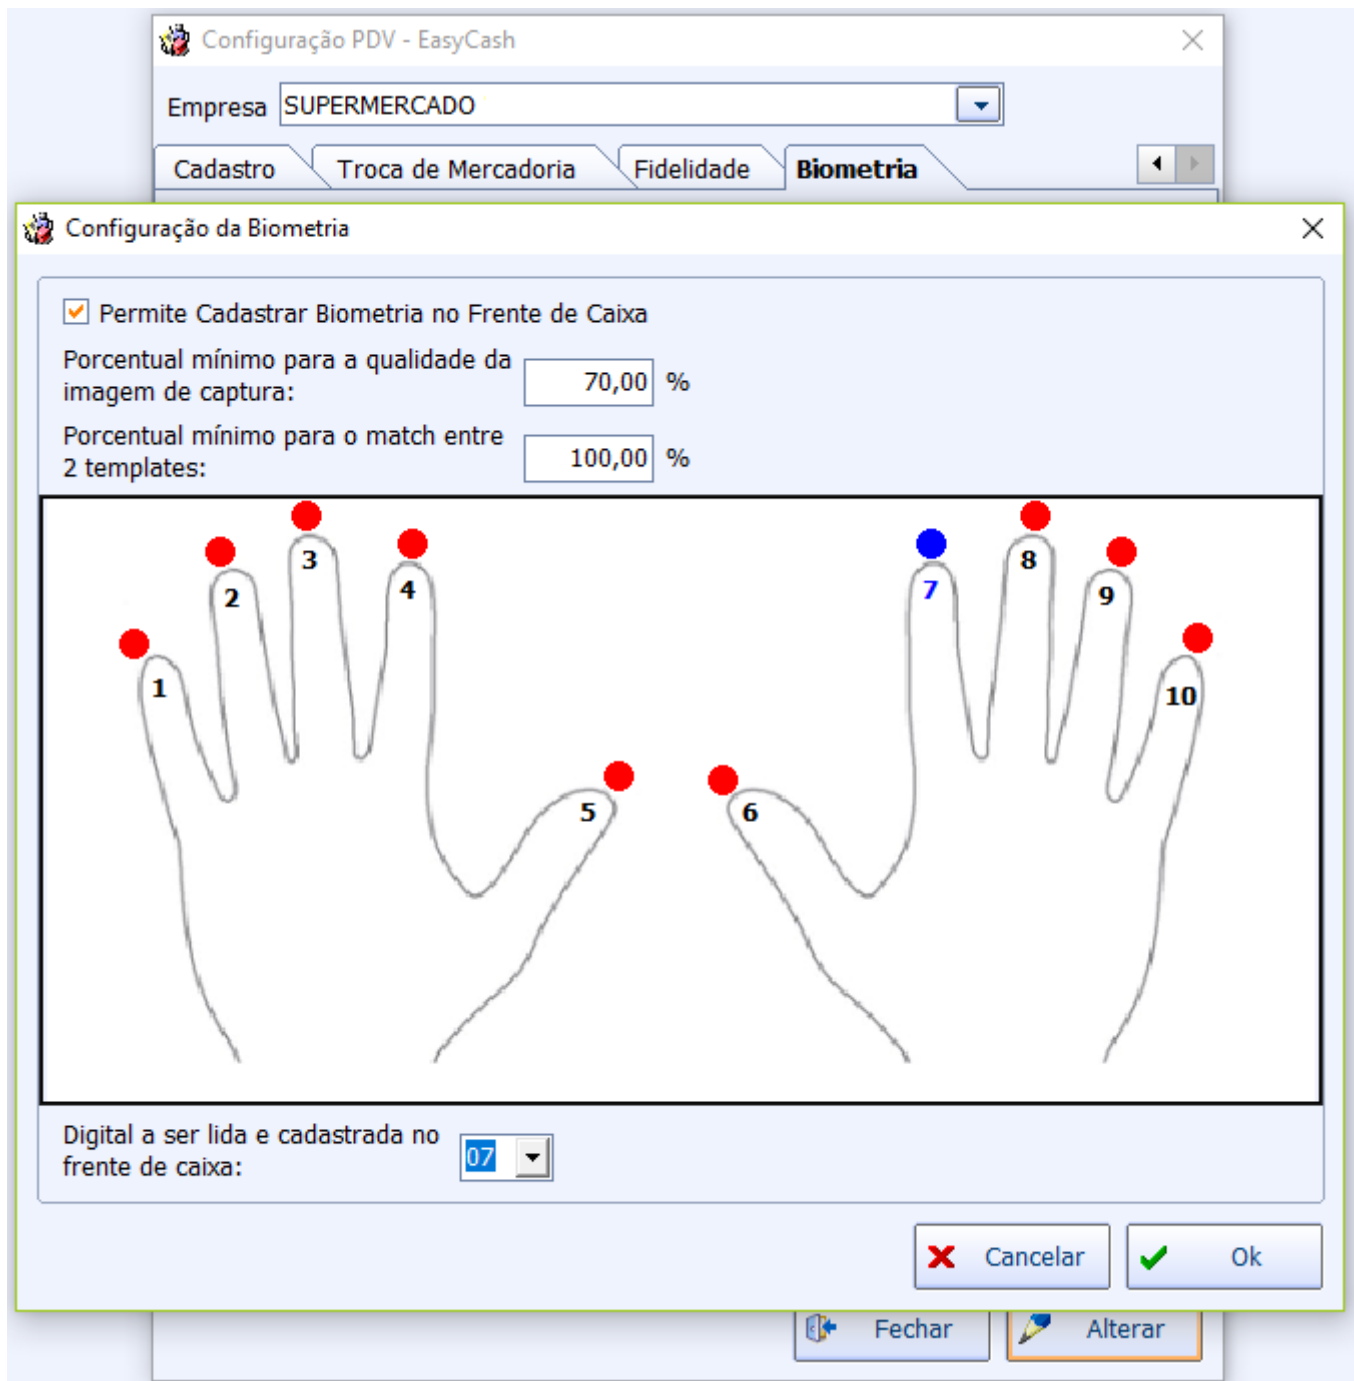 Configuração PDV - EasyCash
Empresa SUPERMERCADO
Cadastro Troca de Mercadoria Fidelidade Biometria
Configuração da Biometria
Permite Cadastrar Biometria no Frente de Caixa
Porcentual mínimo para a qualidade da
imagem de captura:
70,00 %
Porcentual mínimo para o match entre
2 templates:
100,00 %
1
2
3
4
5
6
7
8
9
10
Digital a ser lida e cadastrada no
frente de caixa:
07
Cancelar
Ok
Fechar
Alterar